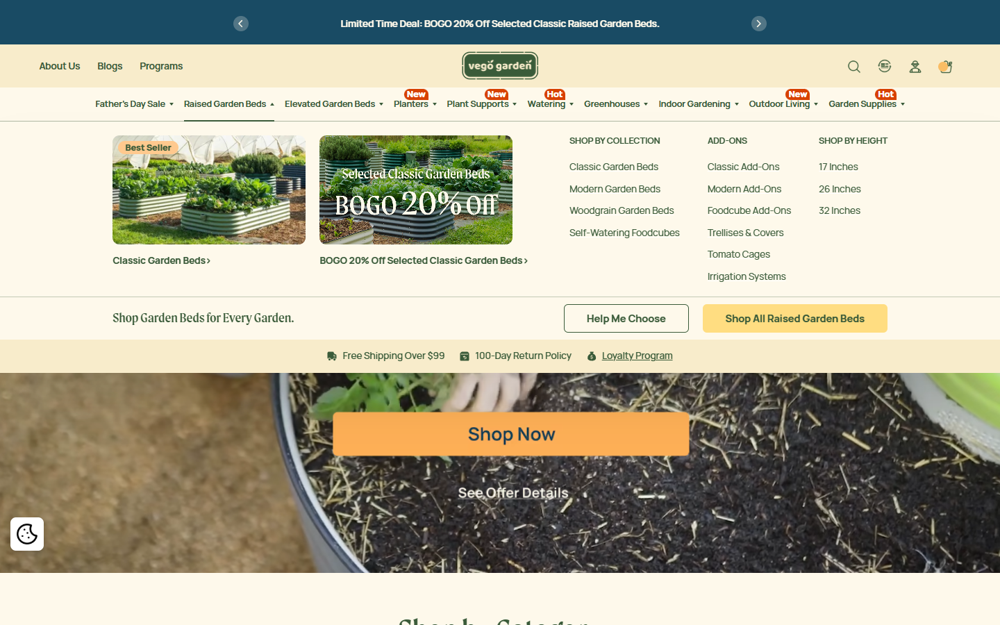 Limited Time Deal: BOGO 20% Off Selected Classic Raised Garden Beds.
About Us Blogs Programs
vego garden
New New Hot New Hot
Father's Day Sale Raised Garden Beds Elevated Garden Beds Planters Plant Supports Watering Greenhouses Indoor Gardening Outdoor Living Garden Supplies
Best Seller
Selected Classic Garden Beds
BOGO 20% Off
Classic Garden Beds›
BOGO 20% Off Selected Classic Garden Beds›
SHOP BY COLLECTION
Classic Garden Beds
Modern Garden Beds
Woodgrain Garden Beds
Self-Watering Foodcubes
ADD-ONS
Classic Add-Ons
Modern Add-Ons
Foodcube Add-Ons
Trellises & Covers
Tomato Cages
Irrigation Systems
SHOP BY HEIGHT
17 Inches
26 Inches
32 Inches
Shop Garden Beds for Every Garden.
Help Me Choose
Shop All Raised Garden Beds
Free Shipping Over $99 100-Day Return Policy Loyalty Program
Shop Now
See Offer Details